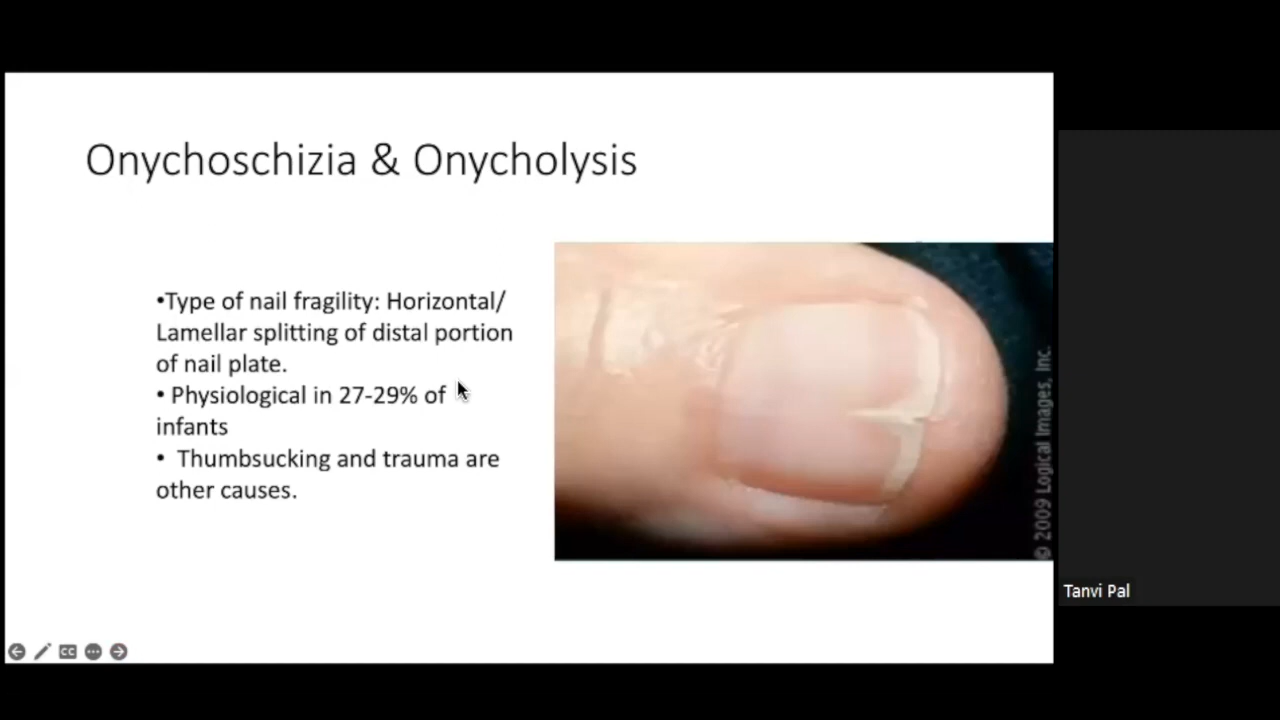 Onychoschizia & Onycholysis
•Type of nail fragility: Horizontal/
Lamellar splitting of distal portion
of nail plate.
• Physiological in 27-29% of
infants
• Thumbsucking and trauma are
other causes.
© 2009 Logical Images, Inc.
Tanvi Pal
CC